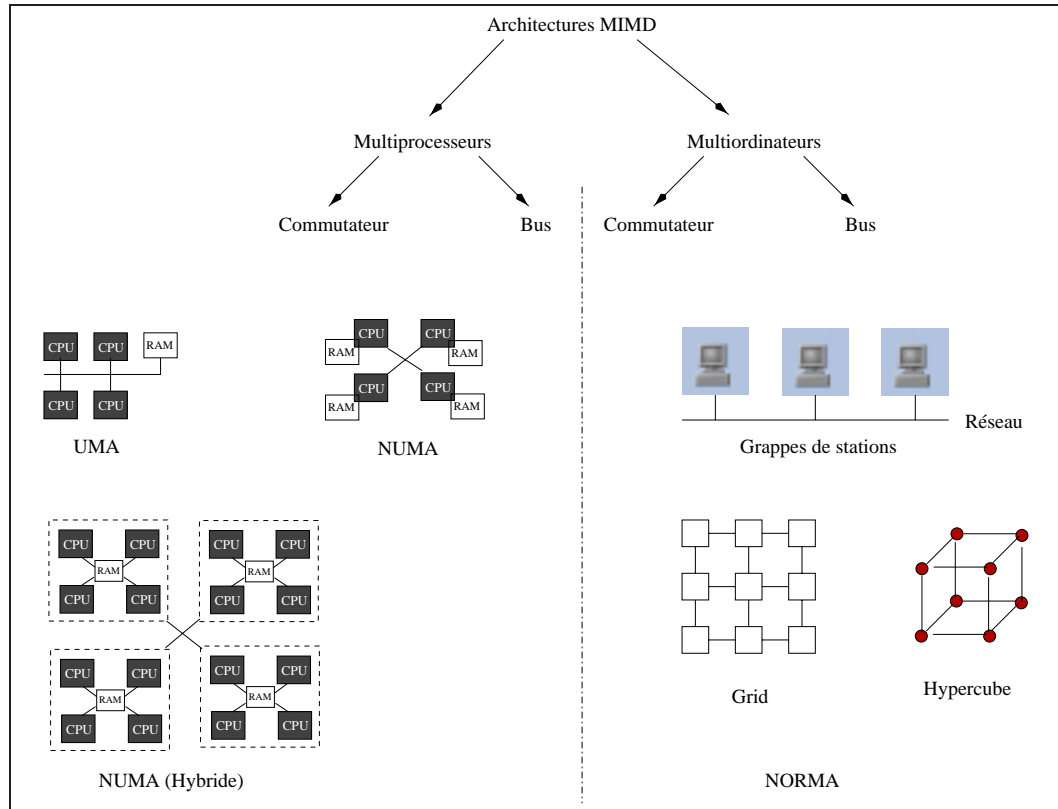 Architectures MIMD
Multiprocesseurs
Multiordinateurs
Commutateur
Bus
Commutateur
Bus
CPU
CPU
RAM
CPU
CPU
UMA
CPU
CPU
RAM
RAM
CPU
CPU
RAM
RAM
NUMA
Réseau
Grappes de stations
CPU
CPU
RAM
CPU
CPU
CPU
CPU
RAM
CPU
CPU
CPU
CPU
RAM
CPU
CPU
CPU
CPU
RAM
CPU
CPU
NUMA (Hybride)
Grid
Hypercube
NORMA